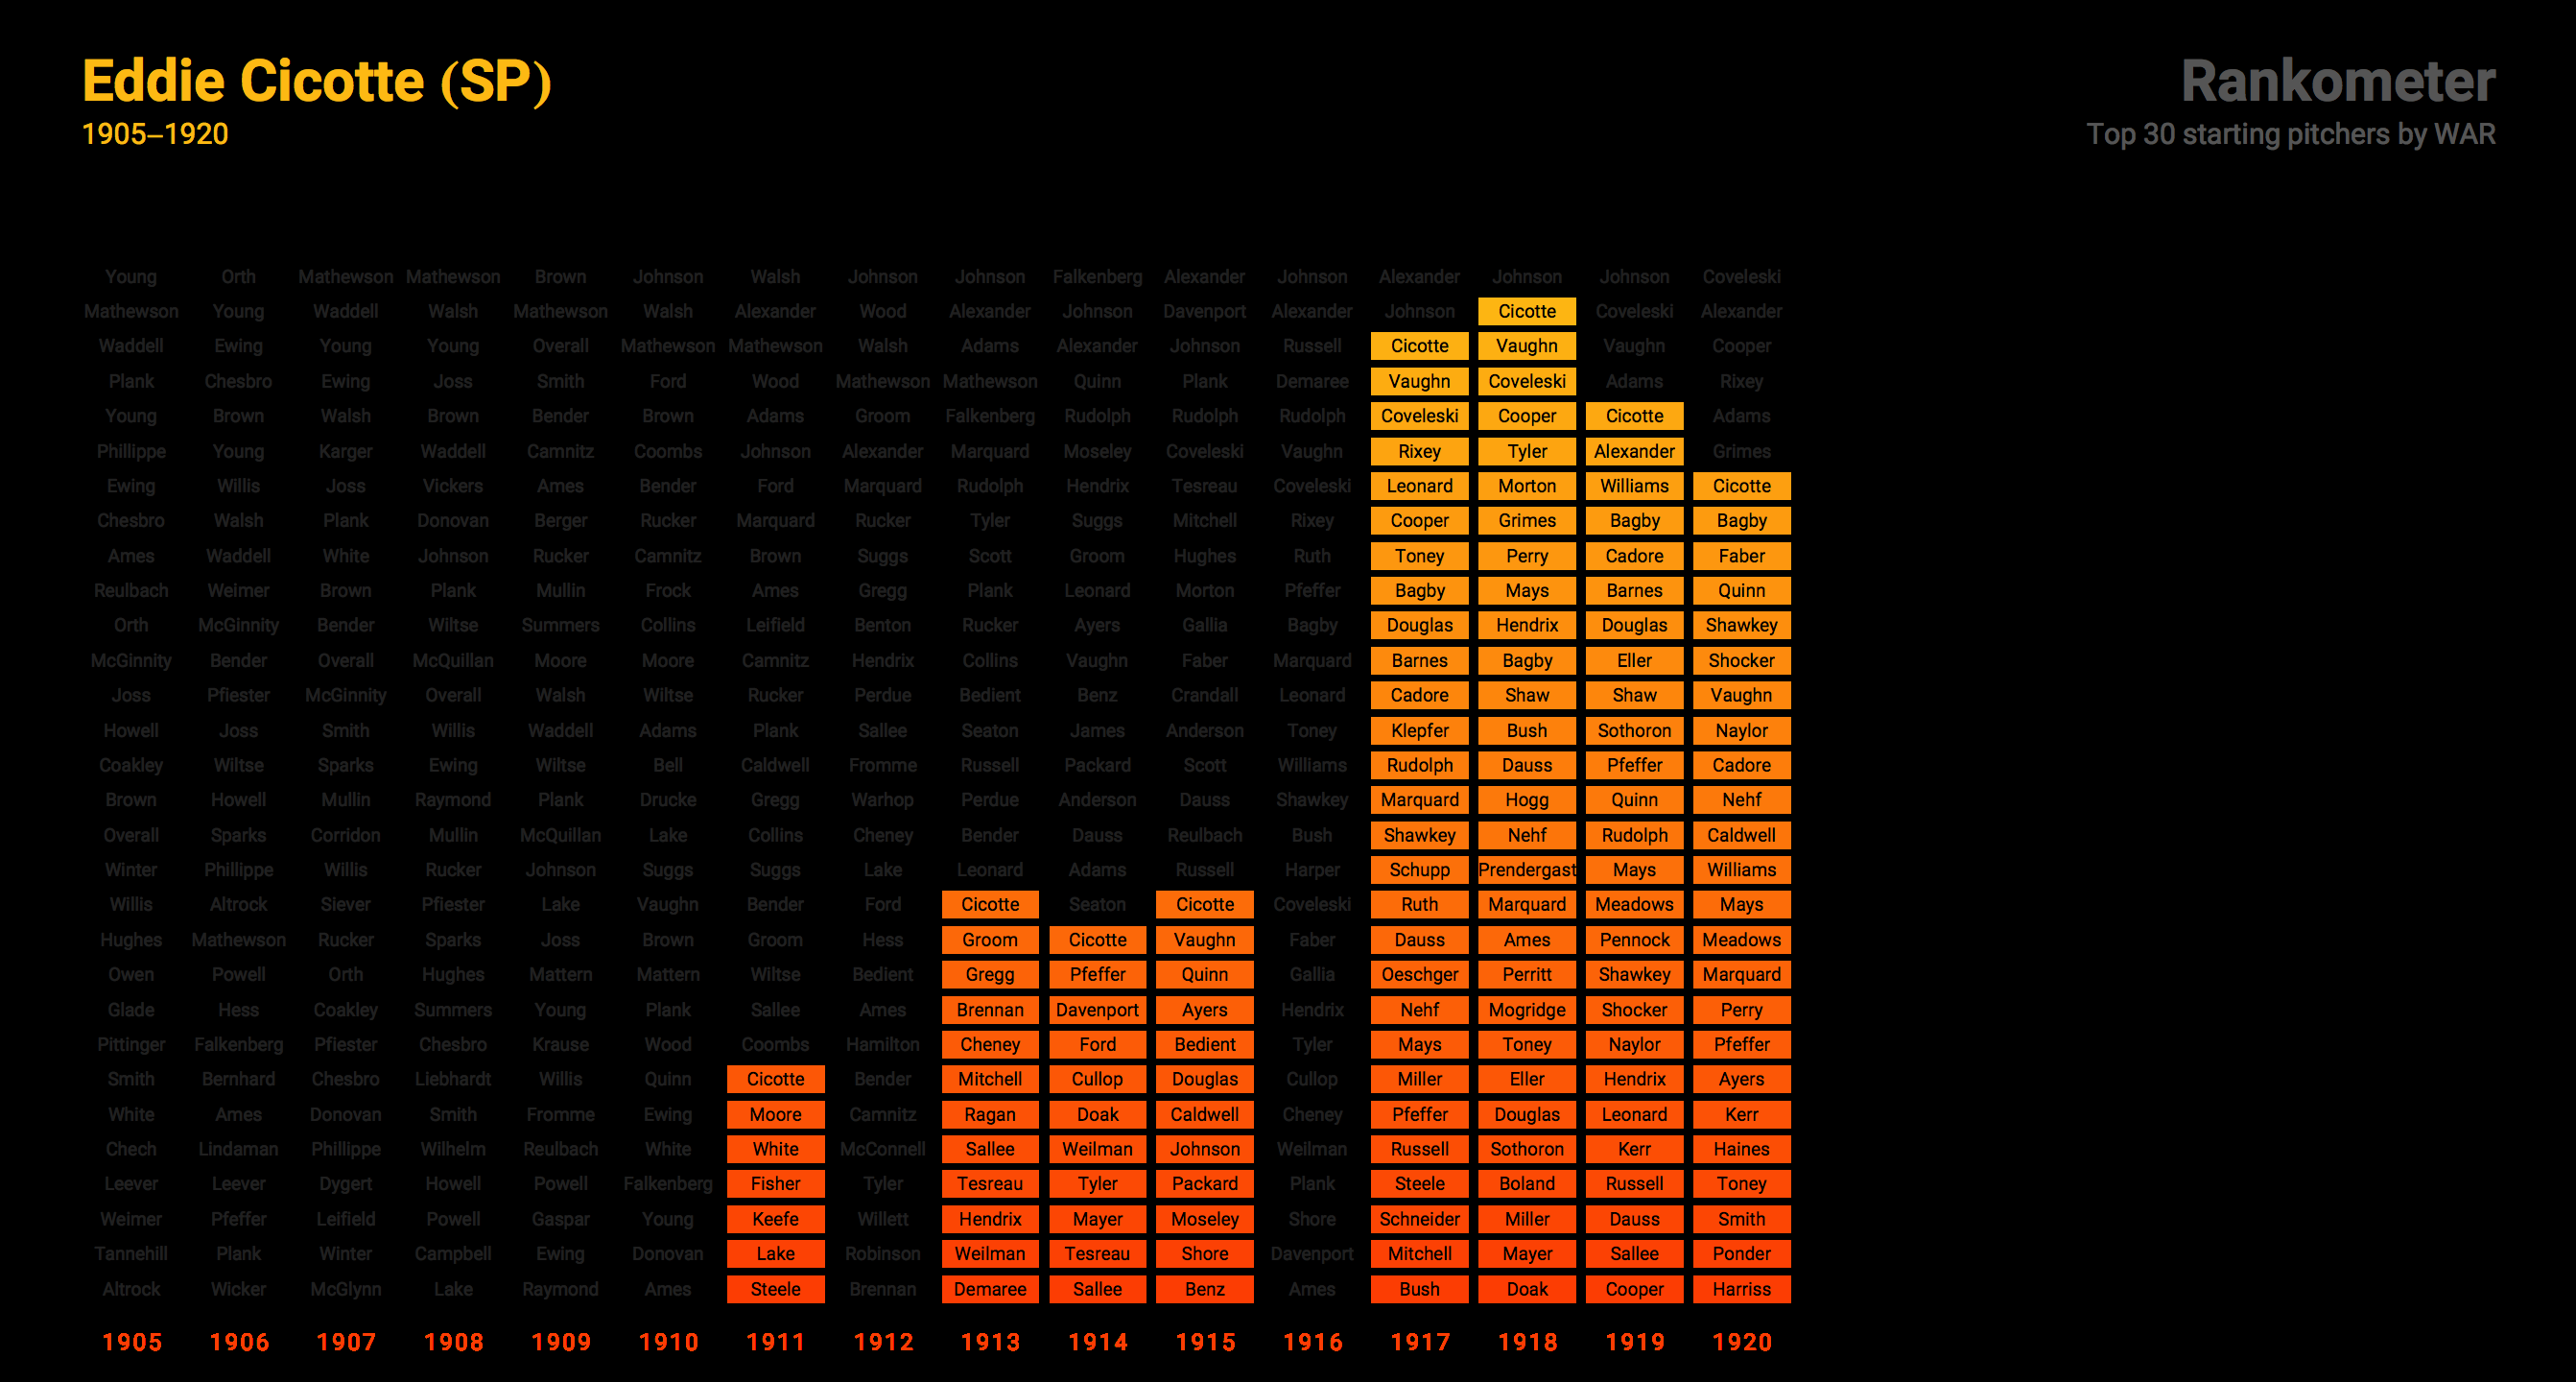 Eddie Cicotte (SP)
1905–1920
Rankometer
Top 30 starting pitchers by WAR
Young Orth Mathewson Mathewson Brown Johnson Walsh Johnson Johnson Falkenberg Alexander Johnson Alexander Johnson Johnson Coveleski
Mathewson Young Waddell Walsh Mathewson Walsh Alexander Wood Alexander Johnson Davenport Alexander Johnson Cicotte Coveleski Alexander
Waddell Ewing Young Young Overall Mathewson Mathewson Walsh Adams Alexander Johnson Russell Cicotte Vaughn Vaughn Cooper
Plank Chesbro Ewing Joss Smith Ford Wood Mathewson Mathewson Quinn Plank Demaree Vaughn Coveleski Adams Rixey
Young Brown Walsh Brown Bender Brown Adams Groom Falkenberg Rudolph Rudolph Rudolph Coveleski Cooper Cicotte Adams
Phillippe Young Karger Waddell Camnitz Coombs Johnson Alexander Marquard Moseley Coveleski Vaughn Rixey Tyler Alexander Grimes
Ewing Willis Joss Vickers Ames Bender Ford Marquard Rudolph Hendrix Tesreau Coveleski Leonard Morton Williams Cicotte
Chesbro Walsh Plank Donovan Berger Rucker Marquard Rucker Tyler Suggs Mitchell Rixey Cooper Grimes Bagby Bagby
Ames Waddell White Johnson Rucker Camnitz Brown Suggs Scott Groom Hughes Ruth Toney Perry Cadore Faber
Reulbach Weimer Brown Plank Mullin Frock Ames Gregg Plank Leonard Morton Pfeffer Bagby Mays Barnes Quinn
Orth McGinnity Bender Wiltse Summers Collins Leifield Benton Rucker Ayers Gallia Bagby Douglas Hendrix Douglas Shawkey
McGinnity Bender Overall McQuillan Moore Moore Camnitz Hendrix Collins Vaughn Faber Marquard Barnes Bagby Eller Shocker
Joss Pfiester McGinnity Overall Walsh Wiltse Rucker Perdue Bedient Benz Crandall Leonard Cadore Shaw Shaw Vaughn
Howell Joss Smith Willis Waddell Adams Plank Sallee Seaton James Anderson Toney Klepfer Bush Sothoron Naylor
Coakley Wiltse Sparks Ewing Wiltse Bell Caldwell Fromme Russell Packard Scott Williams Rudolph Dauss Pfeffer Cadore
Brown Howell Mullin Raymond Plank Drucke Gregg Warhop Perdue Anderson Dauss Shawkey Marquard Hogg Quinn Nehf
Overall Sparks Corridon Mullin McQuillan Lake Collins Cheney Bender Dauss Reulbach Bush Shawkey Nehf Rudolph Caldwell
Winter Phillippe Willis Rucker Johnson Suggs Suggs Lake Leonard Adams Russell Harper Schupp Prendergast Mays Williams
Willis Altrock Siever Pfiester Lake Vaughn Bender Ford Cicotte Seaton Cicotte Coveleski Ruth Marquard Meadows Mays
Hughes Mathewson Rucker Sparks Joss Brown Groom Hess Groom Cicotte Vaughn Faber Dauss Ames Pennock Meadows
Owen Powell Orth Hughes Mattern Mattern Wiltse Bedient Gregg Pfeffer Quinn Gallia Oeschger Perritt Shawkey Marquard
Glade Hess Coakley Summers Young Plank Sallee Ames Brennan Davenport Ayers Hendrix Nehf Mogridge Shocker Perry
Pittinger Falkenberg Pfiester Chesbro Krause Wood Coombs Hamilton Cheney Ford Bedient Tyler Mays Toney Naylor Pfeffer
Smith Bernhard Chesbro Liebhardt Willis Quinn Cicotte Bender Mitchell Cullop Douglas Cullop Miller Eller Hendrix Ayers
White Ames Donovan Smith Fromme Ewing Moore Camnitz Ragan Doak Caldwell Cheney Pfeffer Douglas Leonard Kerr
Chech Lindaman Phillippe Wilhelm Reulbach White White McConnell Sallee Weilman Johnson Weilman Russell Sothoron Kerr Haines
Leever Leever Dygert Howell Powell Falkenberg Fisher Tyler Tesreau Tyler Packard Plank Steele Boland Russell Toney
Weimer Pfeffer Leifield Powell Gaspar Young Keefe Willett Hendrix Mayer Moseley Shore Schneider Miller Dauss Smith
Tannehill Plank Winter Campbell Ewing Donovan Lake Robinson Weilman Tesreau Shore Davenport Mitchell Mayer Sallee Ponder
Altrock Wicker McGlynn Lake Raymond Ames Steele Brennan Demaree Sallee Benz Ames Bush Doak Cooper Harriss
1905 1906 1907 1908 1909 1910 1911 1912 1913 1914 1915 1916 1917 1918 1919 1920